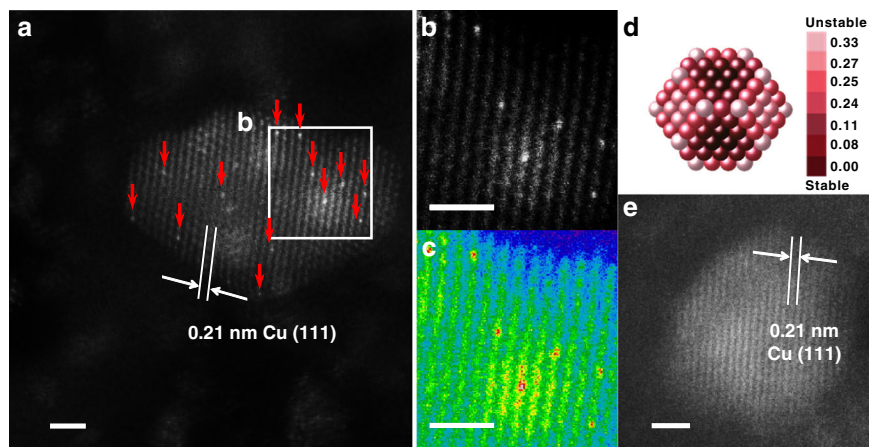 a
b
0.21 nm Cu (111)
b
c
d
Unstable
0.33
0.27
0.25
0.24
0.11
0.08
0.00
Stable
e
0.21 nm
Cu (111)